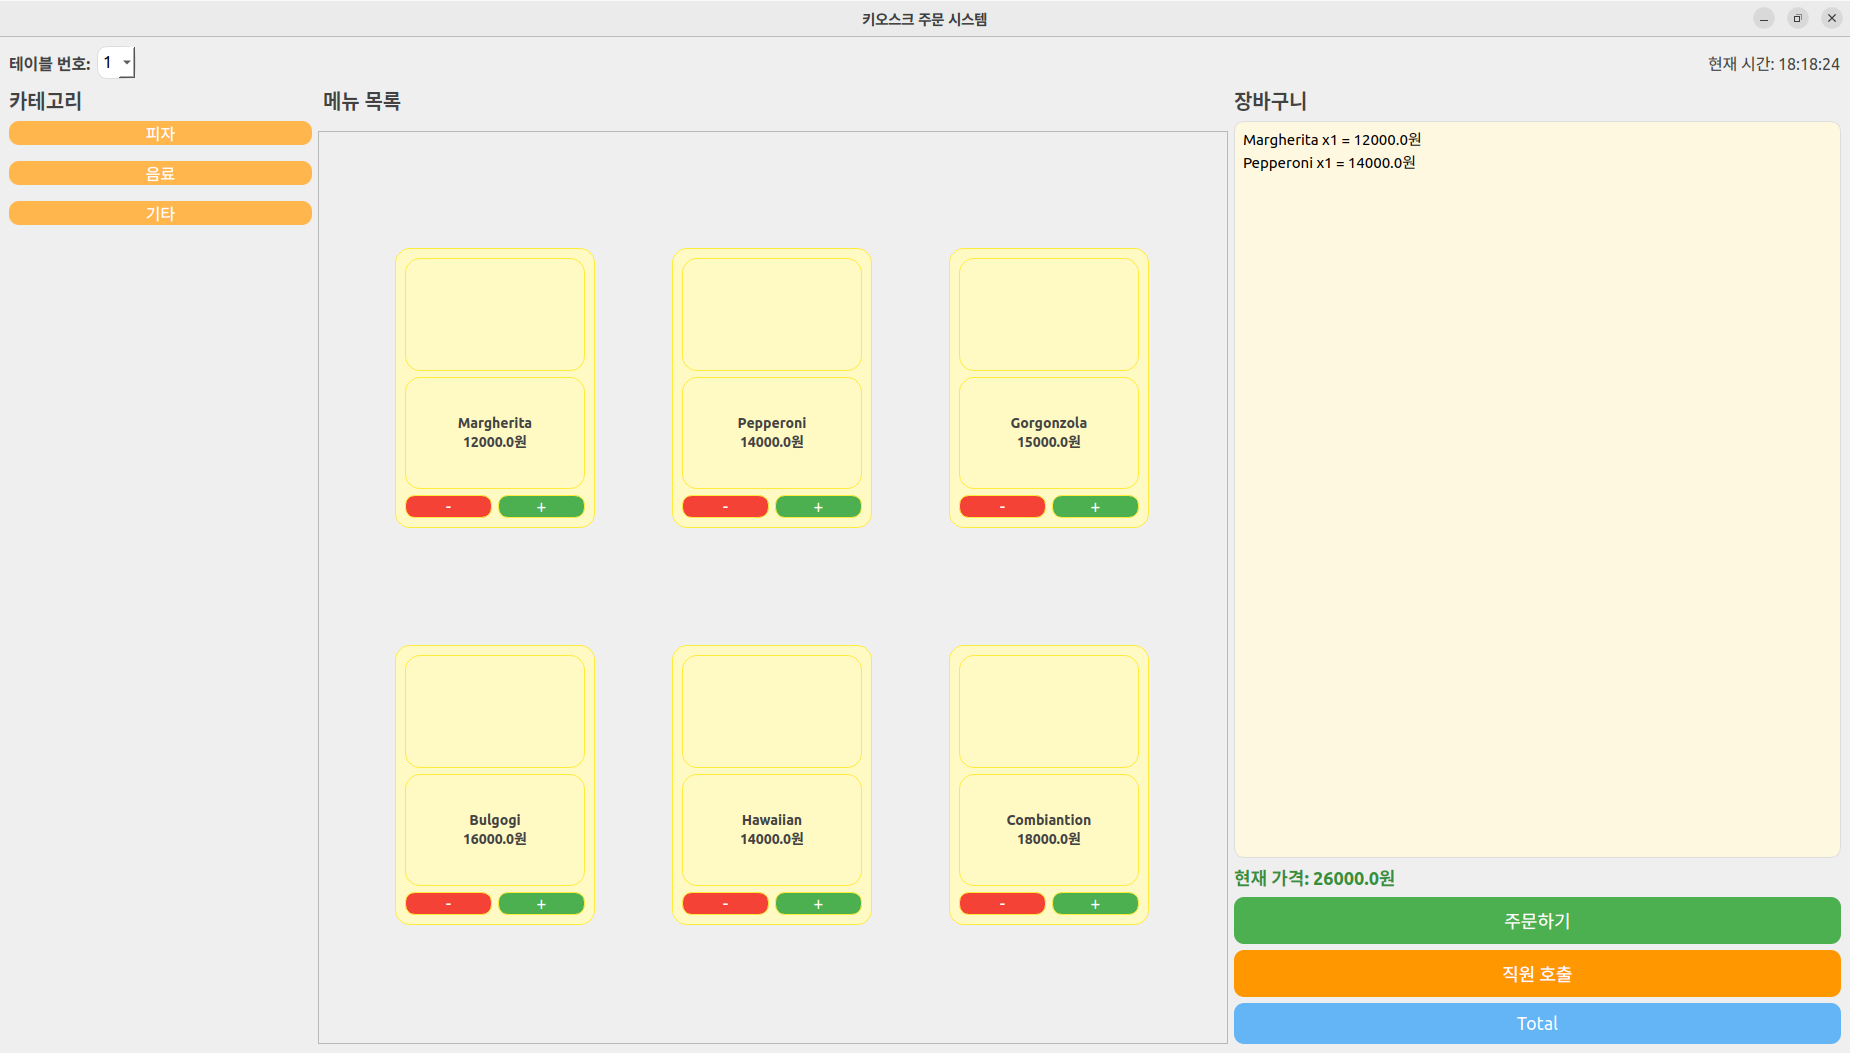 키오스크 주문 시스템
테이블 번호: 1
현재 시간: 18:18:24
카테고리
피자
음료
기타
메뉴 목록
Margherita
12000.0원
- +
Pepperoni
14000.0원
- +
Gorgonzola
15000.0원
- +
Bulgogi
16000.0원
- +
Hawaiian
14000.0원
- +
Combiantion
18000.0원
- +
장바구니
Margherita x1 = 12000.0원
Pepperoni x1 = 14000.0원
현재 가격: 26000.0원
주문하기
직원 호출
Total